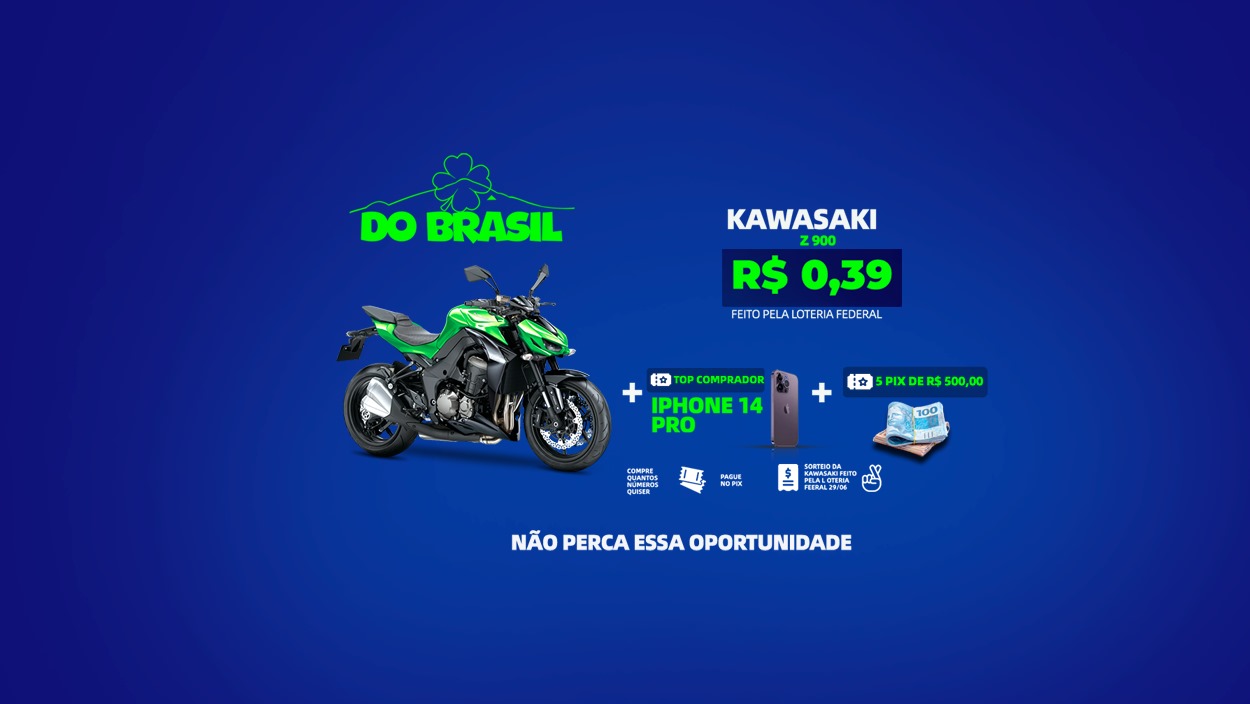 DO BRASIL
KAWASAKI
Z 900
R$ 0,39
FEITO PELA LOTERIA FEDERAL
TOP COMPRADOR
IPHONE 14
PRO
5 PIX DE R$ 500,00
100
COMPRE
QUANTOS
NÚMEROS
QUISER
PAGUE
NO PIX
$
SORTEIO DA
KAWASAKI FEITO
PELA L OTERIA
FEERAL 29/06
NÃO PERCA ESSA OPORTUNIDADE